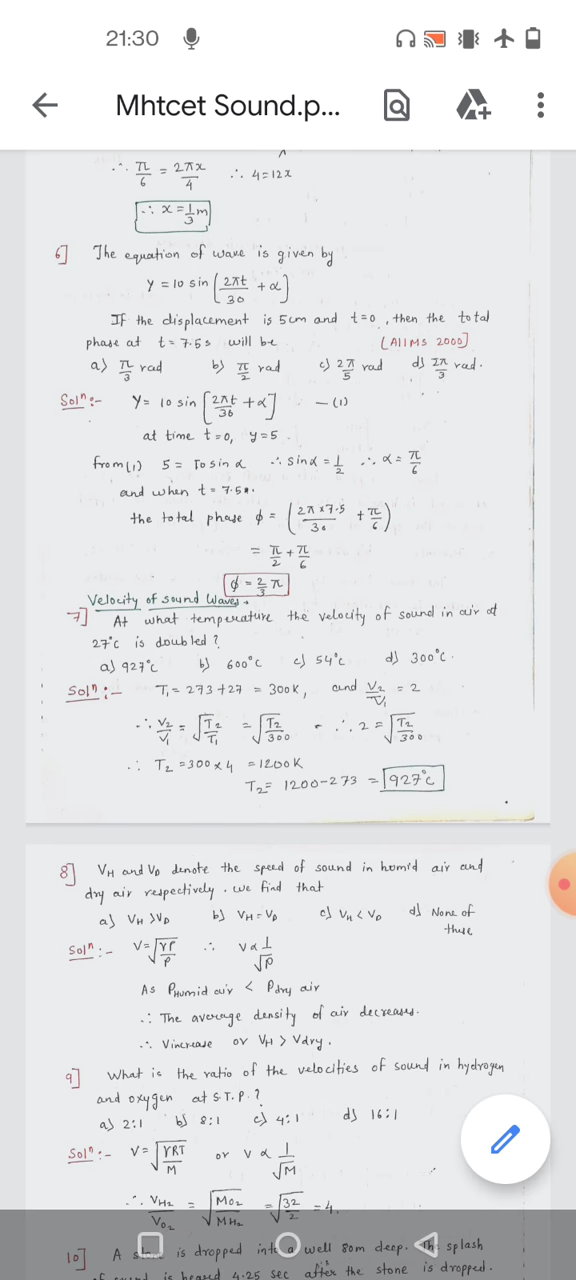 21:30
Mhtcet Sound.p...
∴ π/6 = 2πx/4 ∴ 4=12x
∴ x = 1/3 m
6] The equation of wave is given by
y = 10 sin [2πt/30 + α]
If the displacement is 5cm and t=0, then the total
phase at t = 7.5s will be [AIIMS 2000]
a) π/3 rad b) π/2 rad c) 2π/5 rad d) 2π/3 rad.
Solⁿ:- y= 10 sin [2πt/30 + α] —(1)
at time t=0, y=5.
from(1) 5 = 10 sin α ∴ sinα = 1/2 ∴ α = π/6
and when t = 7.5s.
the total phase ϕ = (2π×7.5/30 + π/6)
= π/2 + π/6
ϕ = 2/3 π
Velocity of sound Waves.
7] At what temperature the velocity of sound in air at
27°c is doubled?
a) 927°c b) 600°c c) 54°c d) 300°c.
Solⁿ:- T₁= 273+27 = 300K, and V₂/V₁ = 2
∴ V₂/V₁ = √T₂/T₁ = √T₂/300 - ∴ 2 = √T₂/300
∴ T₂ = 300 x 4 = 1200 K
T₂= 1200-273 = 927°c
8] VH and VD denote the speed of sound in homid air and
dry air respectively. we find that
a) VH >VD b) VH = VD c) VH < VD d) None of
these
Solⁿ:- V= √γP/ρ ∴ V α 1/√ρ
As ρHumid air < ρdry air
∴ The average density of air decreases.
∴ Vincrease or VH > Vdry.
9] What is the ratio of the velocities of sound in hydrogen
and oxygen at S.T.P.?
a) 2:1 b) 8:1 c) 4:1 d) 16:1
Solⁿ:- V= √γRT/M or V α 1/√M
∴ VH₂/VO₂ = √MO₂/MH₂ = √32/2 = 4.
10] A is dropped into a well 80m deep. The splash
of sound is heard 4.25 sec after the stone is dropped.